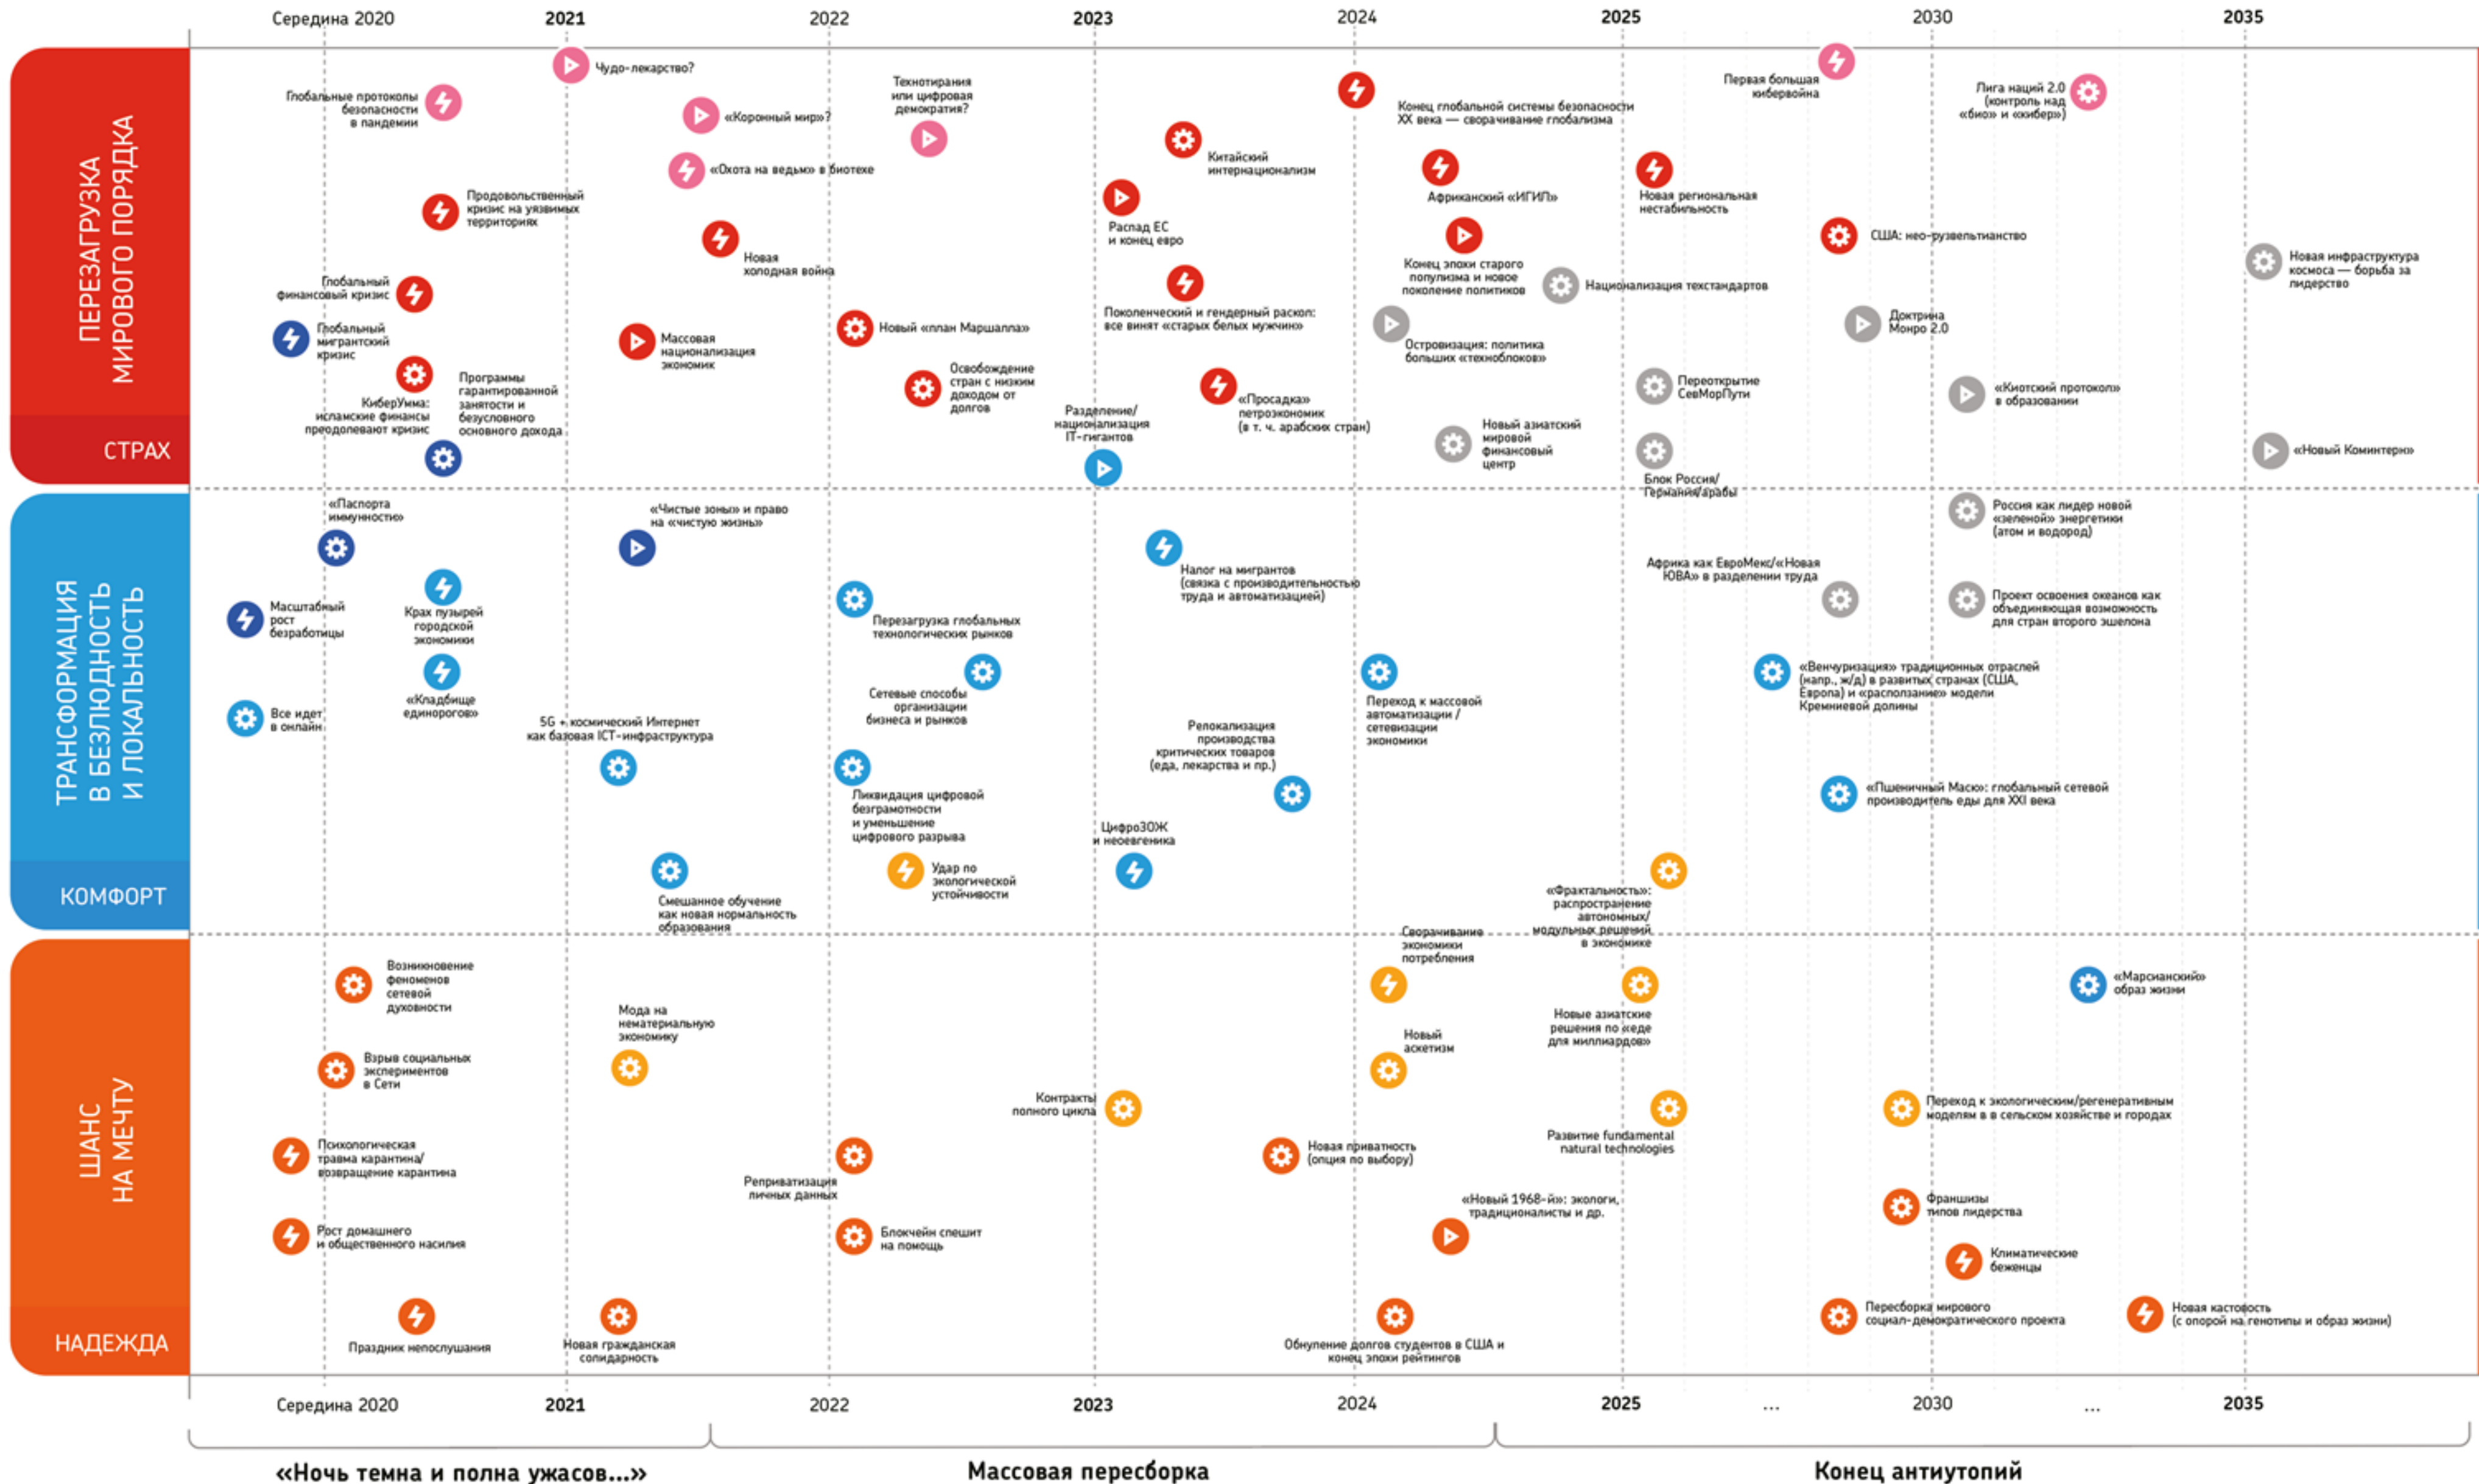 Середина 2020
2021
2022
2023
2024
2025
2030
2035
ПЕРЕЗАГРУЗКА
МИРОВОГО ПОРЯДКА
СТРАХ
Чудо-лекарство?
Глобальные протоколы
безопасности
в пандемии
«Коронный мир»?
Технотирания
или цифровая
демократия?
«Охота на ведьм» в биотехе
Продовольственный
кризис на уязвимых
территориях
Новая
холодная война
Глобальный
финансовый кризис
Глобальный
мигрантский
кризис
КиберУмма:
исламские финансы
преодолевают кризис
Программы
гарантированной
занятости и
безусловного
основного дохода
Массовая
национализация
экономик
Новый «план Маршалла»
Освобождение
стран с низким
доходом от
долгов
Разделение/
национализация
IT-гигантов
Китайский
интернационализм
Распад ЕС
и конец евро
Поколенческий и гендерный раскол:
все винят «старых белых мужчин»
«Просадка»
петроэкономик
(в т. ч. арабских стран)
Конец глобальной системы безопасности
XX века — сворачивание глобализма
Африканский «ИГИЛ»
Конец эпохи старого
популизма и новое
поколение политиков
Национализация техстандартов
Островизация: политика
больших «техноблоков»
Новый азиатский
мировой
финансовый
центр
Первая большая
кибервойна
Новая региональная
нестабильность
США: нео-рузвельтианство
Доктрина
Монро 2.0
Переоткрытие
СевМорПути
Блок Россия/
Германия/арабы
Лига наций 2.0
(контроль над
«био» и «кибер»)
«Киотский протокол»
в образовании
Новая инфраструктура
космоса — борьба за
лидерство
«Новый Коминтерн»
ТРАНСФОРМАЦИЯ
В БЕЗЛЮДНОСТЬ
И ЛОКАЛЬНОСТЬ
КОМФОРТ
«Паспорта
иммунности»
Масштабный
рост
безработицы
Крах пузырей
городской
экономики
Все идет
в онлайн
«Кладбище
единорогов»
«Чистые зоны» и право
на «чистую жизнь»
5G + космический Интернет
как базовая ICT-инфраструктура
Смешанное обучение
как новая нормальность
образования
Перезагрузка глобальных
технологических рынков
Сетевые способы
организации
бизнеса и рынков
Ликвидация цифровой
безграмотности
и уменьшение
цифрового разрыва
Удар по
экологической
устойчивости
Налог на мигрантов
(связка с производительностью
труда и автоматизацией)
Релокализация
производства
критических товаров
(еда, лекарства и пр.)
ЦифроЗОЖ
и неоевгеника
Переход к массовой
автоматизации /
сетевизации
экономики
Россия как лидер новой
«зеленой» энергетики
(атом и водород)
Африка как ЕвроМекс/«Новая
ЮВА» в разделении труда
Проект освоения океанов как
объединяющая возможность
для стран второго эшелона
«Венчуризация» традиционных отраслей
(напр., ж/д) в развитых странах (США,
Европа) и «расползание» модели
Кремниевой долины
«Пшеничный Маск»: глобальный сетевой
производитель еды для XXI века
«Фрактальность»:
распространение
автономных/
модульных решений
в экономике
ШАНС
НА МЕЧТУ
НАДЕЖДА
Возникновение
феноменов
сетевой
духовности
Взрыв социальных
экспериментов
в Сети
Психологическая
травма карантина/
возвращение карантина
Рост домашнего
и общественного насилия
Праздник непослушания
Мода на
нематериальную
экономику
Новая гражданская
солидарность
Реприватизация
личных данных
Блокчейн спешит
на помощь
Контракты
полного цикла
Новая приватность
(опция по выбору)
Сворачивание
экономики
потребления
Новый
аскетизм
«Новый 1968-й»: экологи,
традиционалисты и др.
Обнуление долгов студентов в США и
конец эпохи рейтингов
Новые азиатские
решения по «еде
для миллиардов»
Развитие fundamental
natural technologies
«Марсианский»
образ жизни
Переход к экологическим/регенеративным
моделям в в сельском хозяйстве и городах
Франшизы
типов лидерства
Климатические
беженцы
Пересборка мирового
социал-демократического проекта
Новая кастовость
(с опорой на генотипы и образ жизни)
Середина 2020
2021
2022
2023
2024
2025
...
2030
...
2035
«Ночь темна и полна ужасов...»
Массовая пересборка
Конец антиутопий